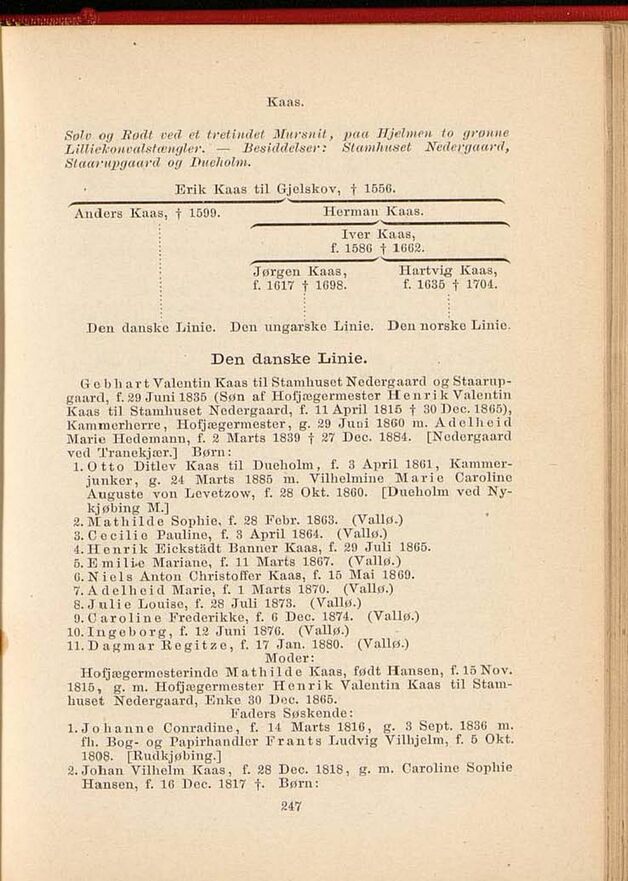 Kaas.
Sølv og Rødt ved et tretindet Mursnit, paa Hjelmen to grønne
Lilliekonvalstængler. — Besiddelser: Stamhuset Nedergaard,
Staarupgaard og Dueholm.
Erik Kaas til Gjelskov, † 1556.
Anders Kaas, † 1599. Herman Kaas.
Iver Kaas,
f. 1586 † 1662.
Jørgen Kaas, Hartvig Kaas,
f. 1617 † 1698. f. 1635 † 1704.
Den danske Linie. Den ungarske Linie. Den norske Linie.
Den danske Linie.
Gebhart Valentin Kaas til Stamhuset Nedergaard og Staarup-
gaard, f. 29 Juni 1835 (Søn af Hofjægermester Henrik Valentin
Kaas til Stamhuset Nedergaard, f. 11 April 1815 † 30 Dec. 1865),
Kammerherre, Hofjægermester, g. 29 Juni 1860 m. Adelheid
Marie Hedemann, f. 2 Marts 1839 † 27 Dec. 1884. [Nedergaard
ved Tranekjær.] Børn:
1. Otto Ditlev Kaas til Dueholm, f. 3 April 1861, Kammer-
junker, g. 24 Marts 1885 m. Vilhelmine Marie Caroline
Auguste von Levetzow, f. 28 Okt. 1860. [Dueholm ved Ny-
kjøbing M.]
2. Mathilde Sophie, f. 28 Febr. 1863. (Vallø.)
3. Cecilie Pauline, f. 3 April 1864. (Vallø.)
4. Henrik Eickstädt Banner Kaas, f. 29 Juli 1865.
5. Emilie Mariane, f. 11 Marts 1867. (Vallø.)
6. Niels Anton Christoffer Kaas, f. 15 Mai 1869.
7. Adelheid Marie, f. 1 Marts 1870. (Vallø.)
8. Julie Louise, f. 28 Juli 1873. (Vallø.)
9. Caroline Frederikke, f. 6 Dec. 1874. (Vallø.)
10. Ingeborg, f. 12 Juni 1876. (Vallø.)
11. Dagmar Regitze, f. 17 Jan. 1880. (Vallø.)
Moder:
Hofjægermesterinde Mathilde Kaas, født Hansen, f. 15 Nov.
1815, g. m. Hofjægermester Henrik Valentin Kaas til Stam-
huset Nedergaard, Enke 30 Dec. 1865.
Faders Søskende:
1. Johanne Conradine, f. 14 Marts 1816, g. 3 Sept. 1836 m.
fh. Bog- og Papirhandler Frants Ludvig Vilhjelm, f. 5 Okt.
1808. [Rudkjøbing.]
2. Johan Vilhelm Kaas, f. 28 Dec. 1818, g. m. Caroline Sophie
Hansen, f. 16 Dec. 1817 †. Børn:
247